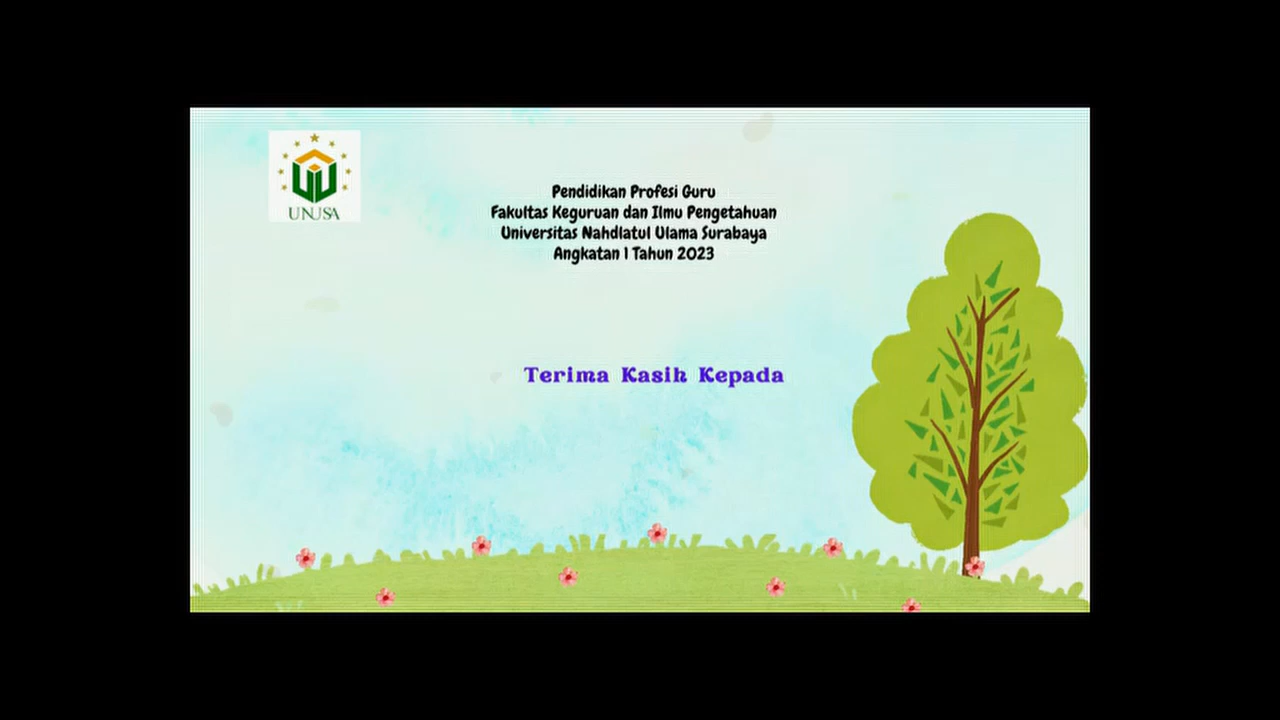 UNUSA
Pendidikan Profesi Guru
Fakultas Keguruan dan Ilmu Pengetahuan
Universitas Nahdlatul Ulama Surabaya
Angkatan 1 Tahun 2023
Terima Kasih Kepada